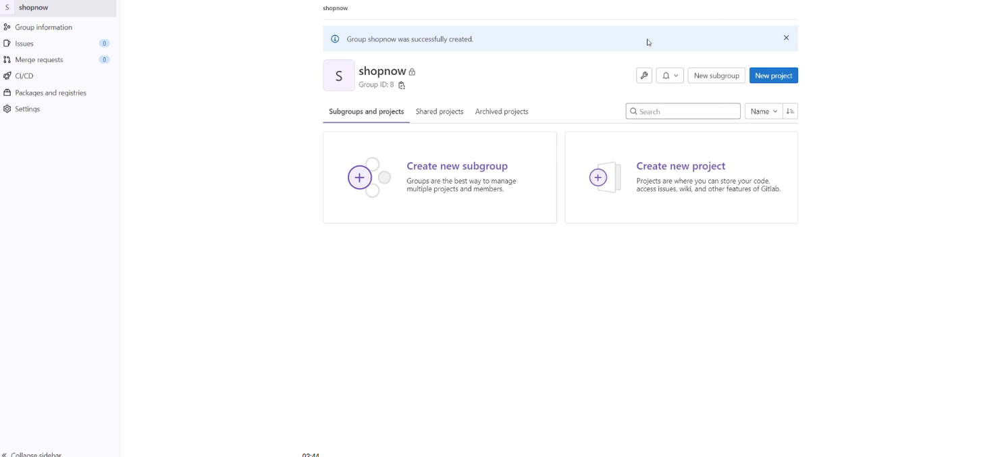 S shopnow
Group information
Issues 0
Merge requests 0
CI/CD
Packages and registries
Settings
Collapse sidebar
shopnow
Group shopnow was successfully created.
S
shopnow
Group ID: 8
New subgroup
New project
Subgroups and projects
Shared projects
Archived projects
Search
Name
Create new subgroup
Groups are the best way to manage
multiple projects and members.
Create new project
Projects are where you can store your code,
access issues, wiki, and other features of Gitlab.
02:44